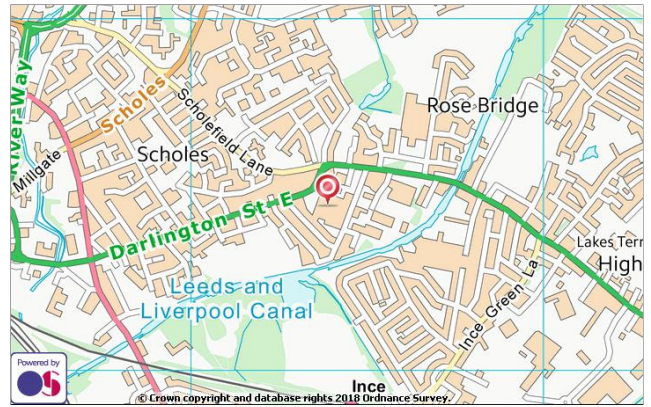 River Way
Scholes
Millgate
Scholefield Lane
Scholes
Rose Bridge
Darlington St E
Lakes Terr
High
Leeds and
Liverpool Canal
Ince Green La
Ince
Powered by
OS
© Crown copyright and database rights 2018 Ordnance Survey.